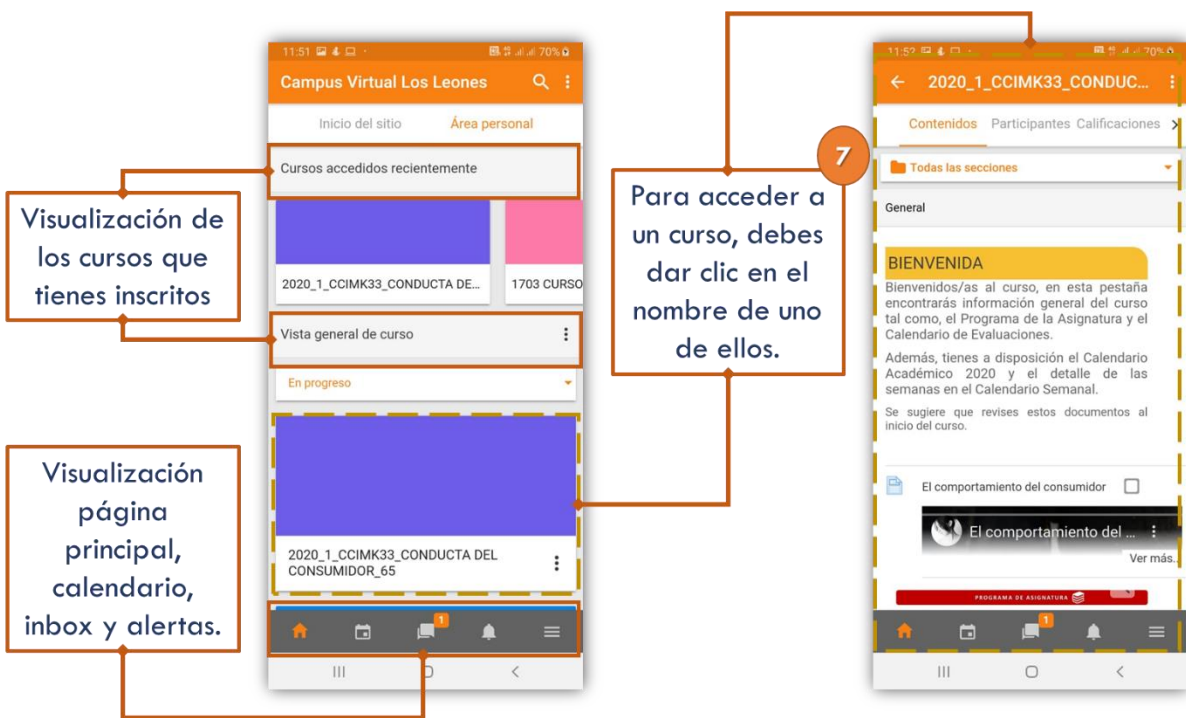 Visualización de
los cursos que
tienes inscritos
Visualización
página
principal,
calendario,
inbox y alertas.
11:51
70%
Campus Virtual Los Leones
Inicio del sitio Área personal
Cursos accedidos recientemente
2020_1_CCIMK33_CONDUCTA DE...
1703 CURSO
Vista general de curso
En progreso
2020_1_CCIMK33_CONDUCTA DEL
CONSUMIDOR_65
1
7
Para acceder a
un curso, debes
dar clic en el
nombre de uno
de ellos.
11:52
70%
2020_1_CCIMK33_CONDUC...
Contenidos Participantes Calificaciones
Todas las secciones
General
BIENVENIDA
Bienvenidos/as al curso, en esta pestaña
encontrarás información general del curso
tal como, el Programa de la Asignatura y el
Calendario de Evaluaciones.
Además, tienes a disposición el Calendario
Académico 2020 y el detalle de las
semanas en el Calendario Semanal.
Se sugiere que revises estos documentos al
inicio del curso.
El comportamiento del consumidor
El comportamiento del ...
Ver más..
PROGRAMA DE ASIGNATURA
1